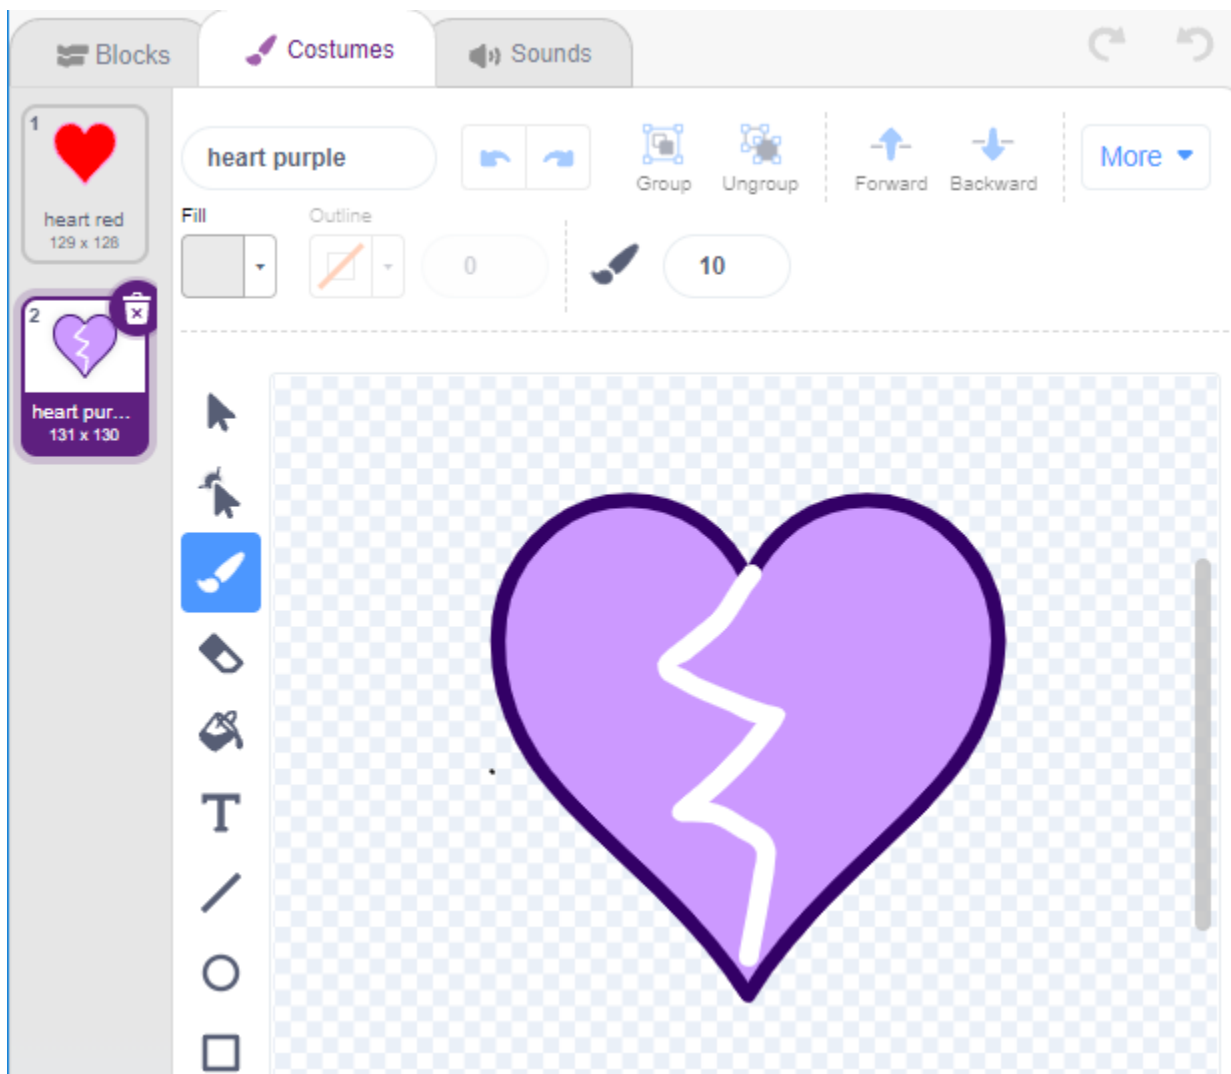 Blocks
Costumes
Sounds
1
heart red
129 x 128
2
heart pur...
131 x 130
heart purple
Group
Ungroup
Forward
Backward
More
Fill
Outline
0
10
T